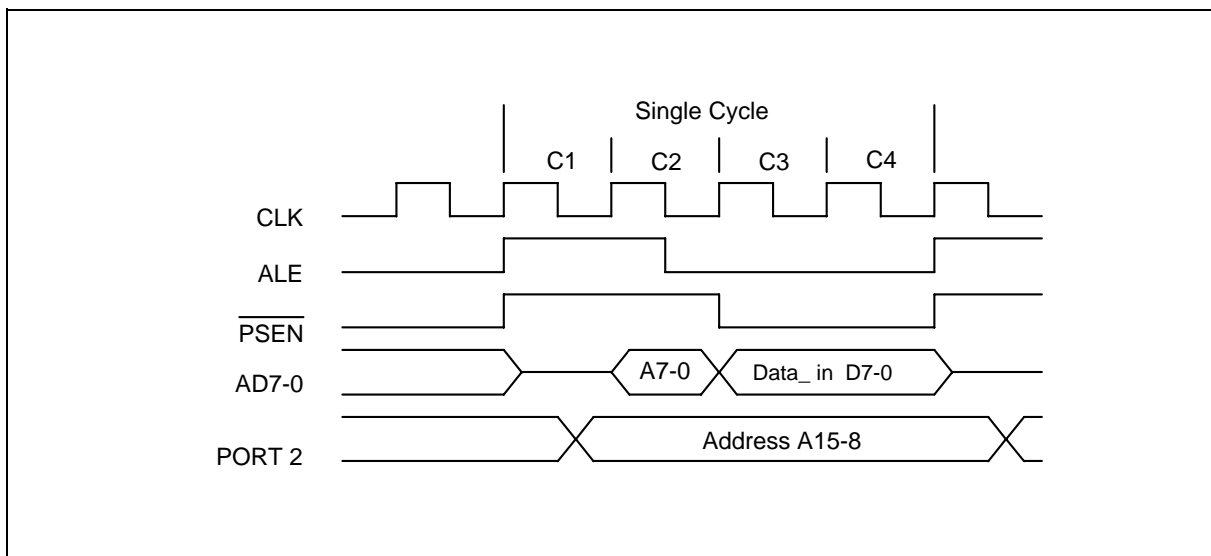 Single Cycle
C1 C2 C3 C4
CLK
ALE
PSEN
AD7-0 A7-0 Data_ in D7-0
PORT 2 Address A15-8